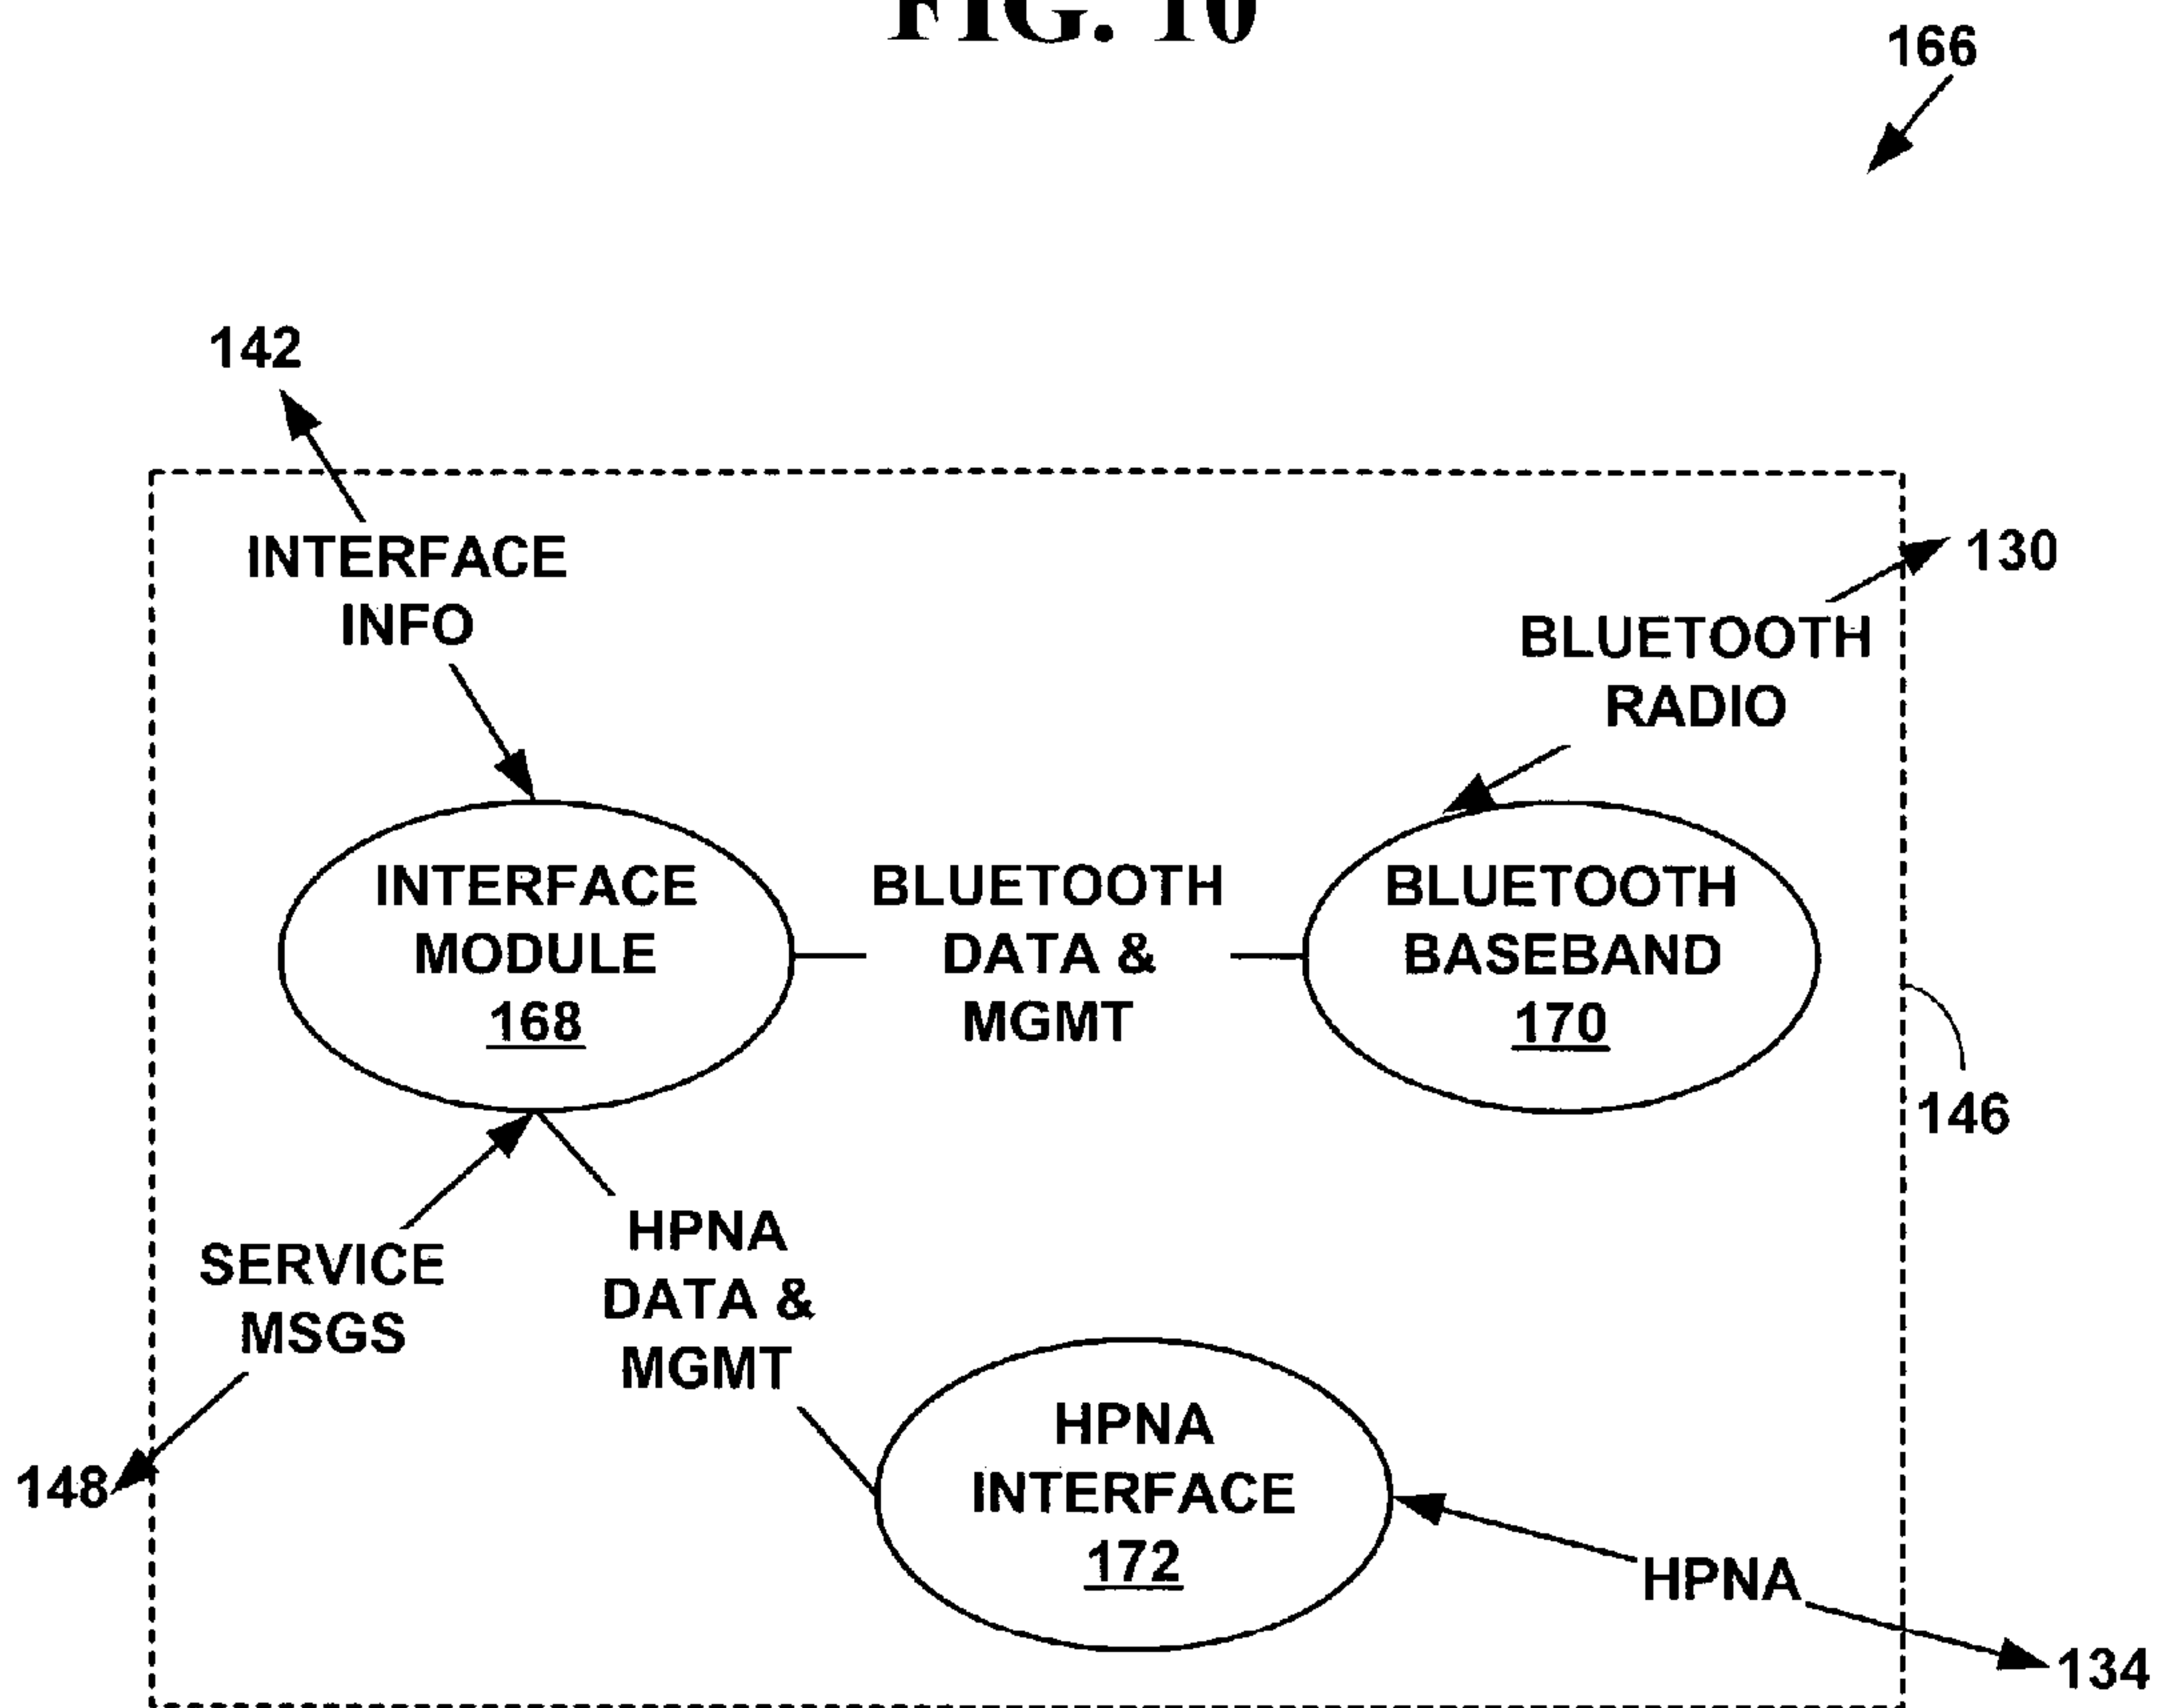 FIG. 10
166
142
INTERFACE
INFO
130
BLUETOOTH
RADIO
INTERFACE
MODULE
168
BLUETOOTH
DATA &
MGMT
BLUETOOTH
BASEBAND
170
146
SERVICE
MSGS
148
HPNA
DATA &
MGMT
HPNA
INTERFACE
172
HPNA
134